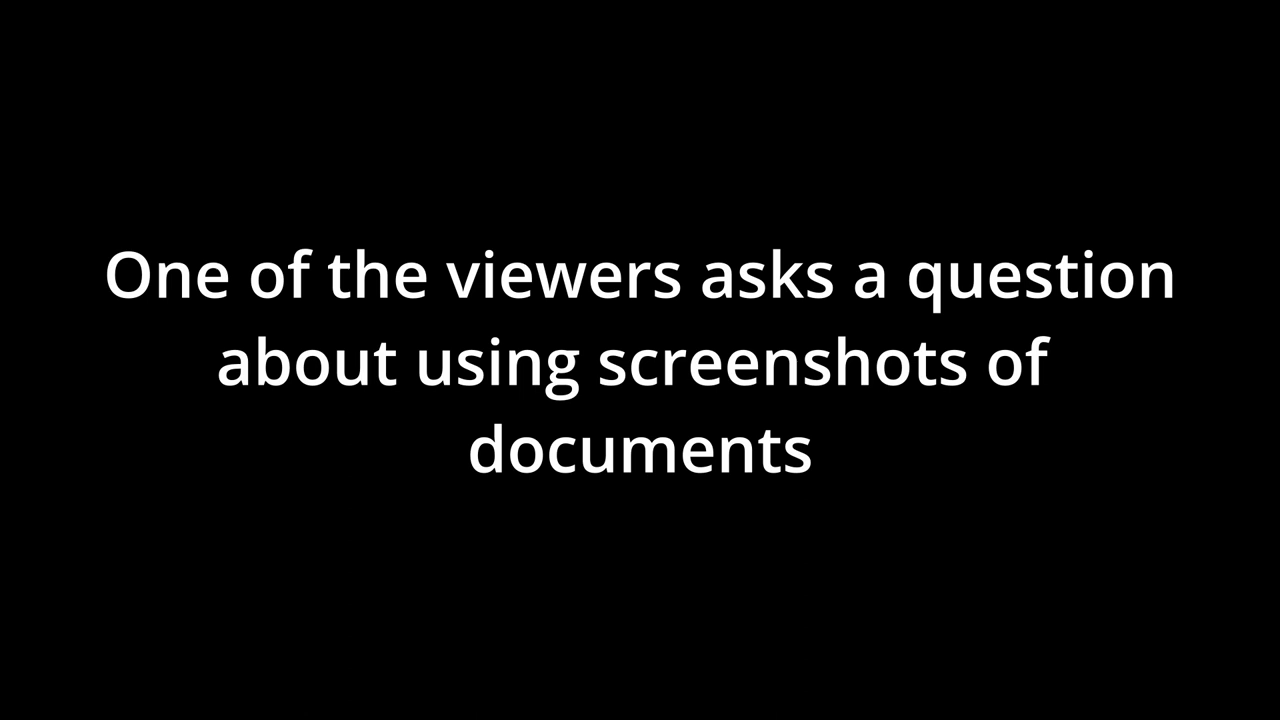 One of the viewers asks a question
about using screenshots of
documents